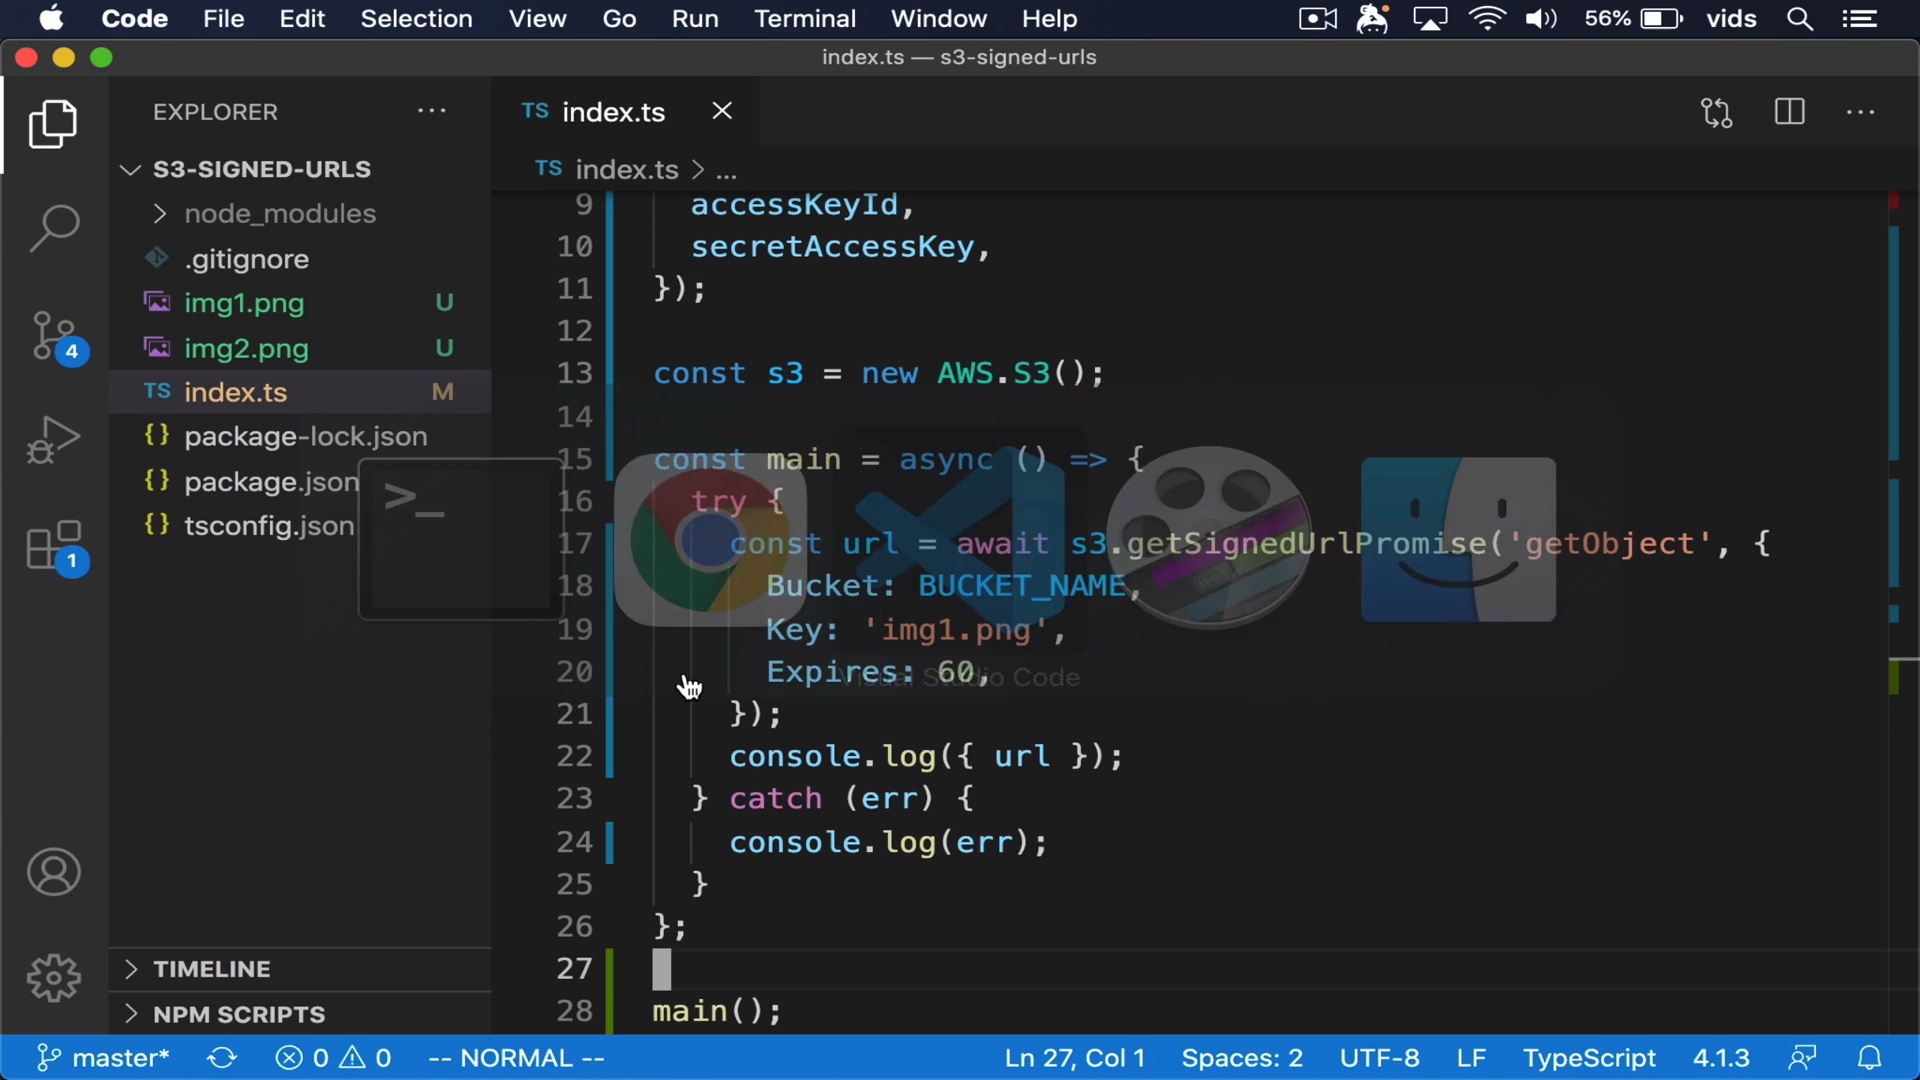 Code File Edit Selection View Go Run Terminal Window Help 56% vids
index.ts — s3-signed-urls
EXPLORER ···
TS index.ts
TS index.ts > ...
S3-SIGNED-URLS
node_modules
.gitignore
img1.png U
img2.png U
TS index.ts M
{} package-lock.json
{} package.json
{} tsconfig.json
4
1
TIMELINE
NPM SCRIPTS
9 accessKeyId,
10 secretAccessKey,
11 });
12
13 const s3 = new AWS.S3();
14
15 const main = async () => {
16 try {
17 const url = await s3.getSignedUrlPromise('getObject', {
18 Bucket: BUCKET_NAME,
19 Key: 'img1.png',
20 Expires: 60,
21 });
22 console.log({ url });
23 } catch (err) {
24 console.log(err);
25 }
26 };
27
28 main();
>_
Visual Studio Code
master* 0 0 -- NORMAL -- Ln 27, Col 1 Spaces: 2 UTF-8 LF TypeScript 4.1.3